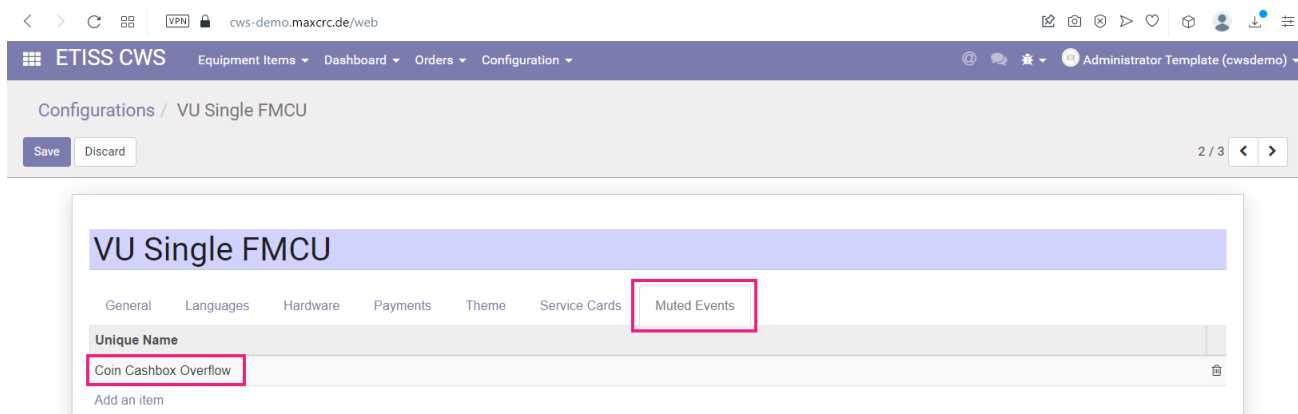 VPN cws-demo.maxcrc.de/web
ETISS CWS Equipment Items Dashboard Orders Configuration @ Administrator Template (cwsdemo)
Configurations / VU Single FMCU
Save Discard 2 / 3
VU Single FMCU
General Languages Hardware Payments Theme Service Cards Muted Events
Unique Name
Coin Cashbox Overflow
Add an item